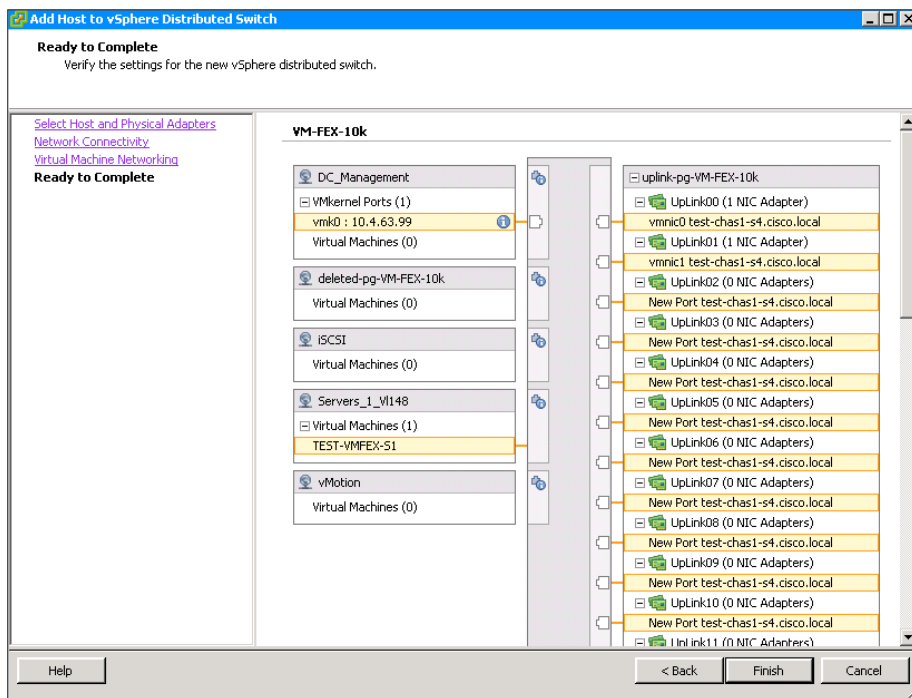 Add Host to vSphere Distributed Switch
Ready to Complete
Verify the settings for the new vSphere distributed switch.
Select Host and Physical Adapters
Network Connectivity
Virtual Machine Networking
Ready to Complete
VM-FEX-10k
DC_Management
VMkernel Ports (1)
vmk0 : 10.4.63.99
Virtual Machines (0)
deleted-pg-VM-FEX-10k
Virtual Machines (0)
iSCSI
Virtual Machines (0)
Servers_1_Vl148
Virtual Machines (1)
TEST-VMFEX-S1
vMotion
Virtual Machines (0)
uplink-pg-VM-FEX-10k
UpLink00 (1 NIC Adapter)
vmnic0 test-chas1-s4.cisco.local
UpLink01 (1 NIC Adapter)
vmnic1 test-chas1-s4.cisco.local
UpLink02 (0 NIC Adapters)
New Port test-chas1-s4.cisco.local
UpLink03 (0 NIC Adapters)
New Port test-chas1-s4.cisco.local
UpLink04 (0 NIC Adapters)
New Port test-chas1-s4.cisco.local
UpLink05 (0 NIC Adapters)
New Port test-chas1-s4.cisco.local
UpLink06 (0 NIC Adapters)
New Port test-chas1-s4.cisco.local
UpLink07 (0 NIC Adapters)
New Port test-chas1-s4.cisco.local
UpLink08 (0 NIC Adapters)
New Port test-chas1-s4.cisco.local
UpLink09 (0 NIC Adapters)
New Port test-chas1-s4.cisco.local
UpLink10 (0 NIC Adapters)
New Port test-chas1-s4.cisco.local
UpLink11 (0 NIC Adapters)
Help
< Back
Finish
Cancel